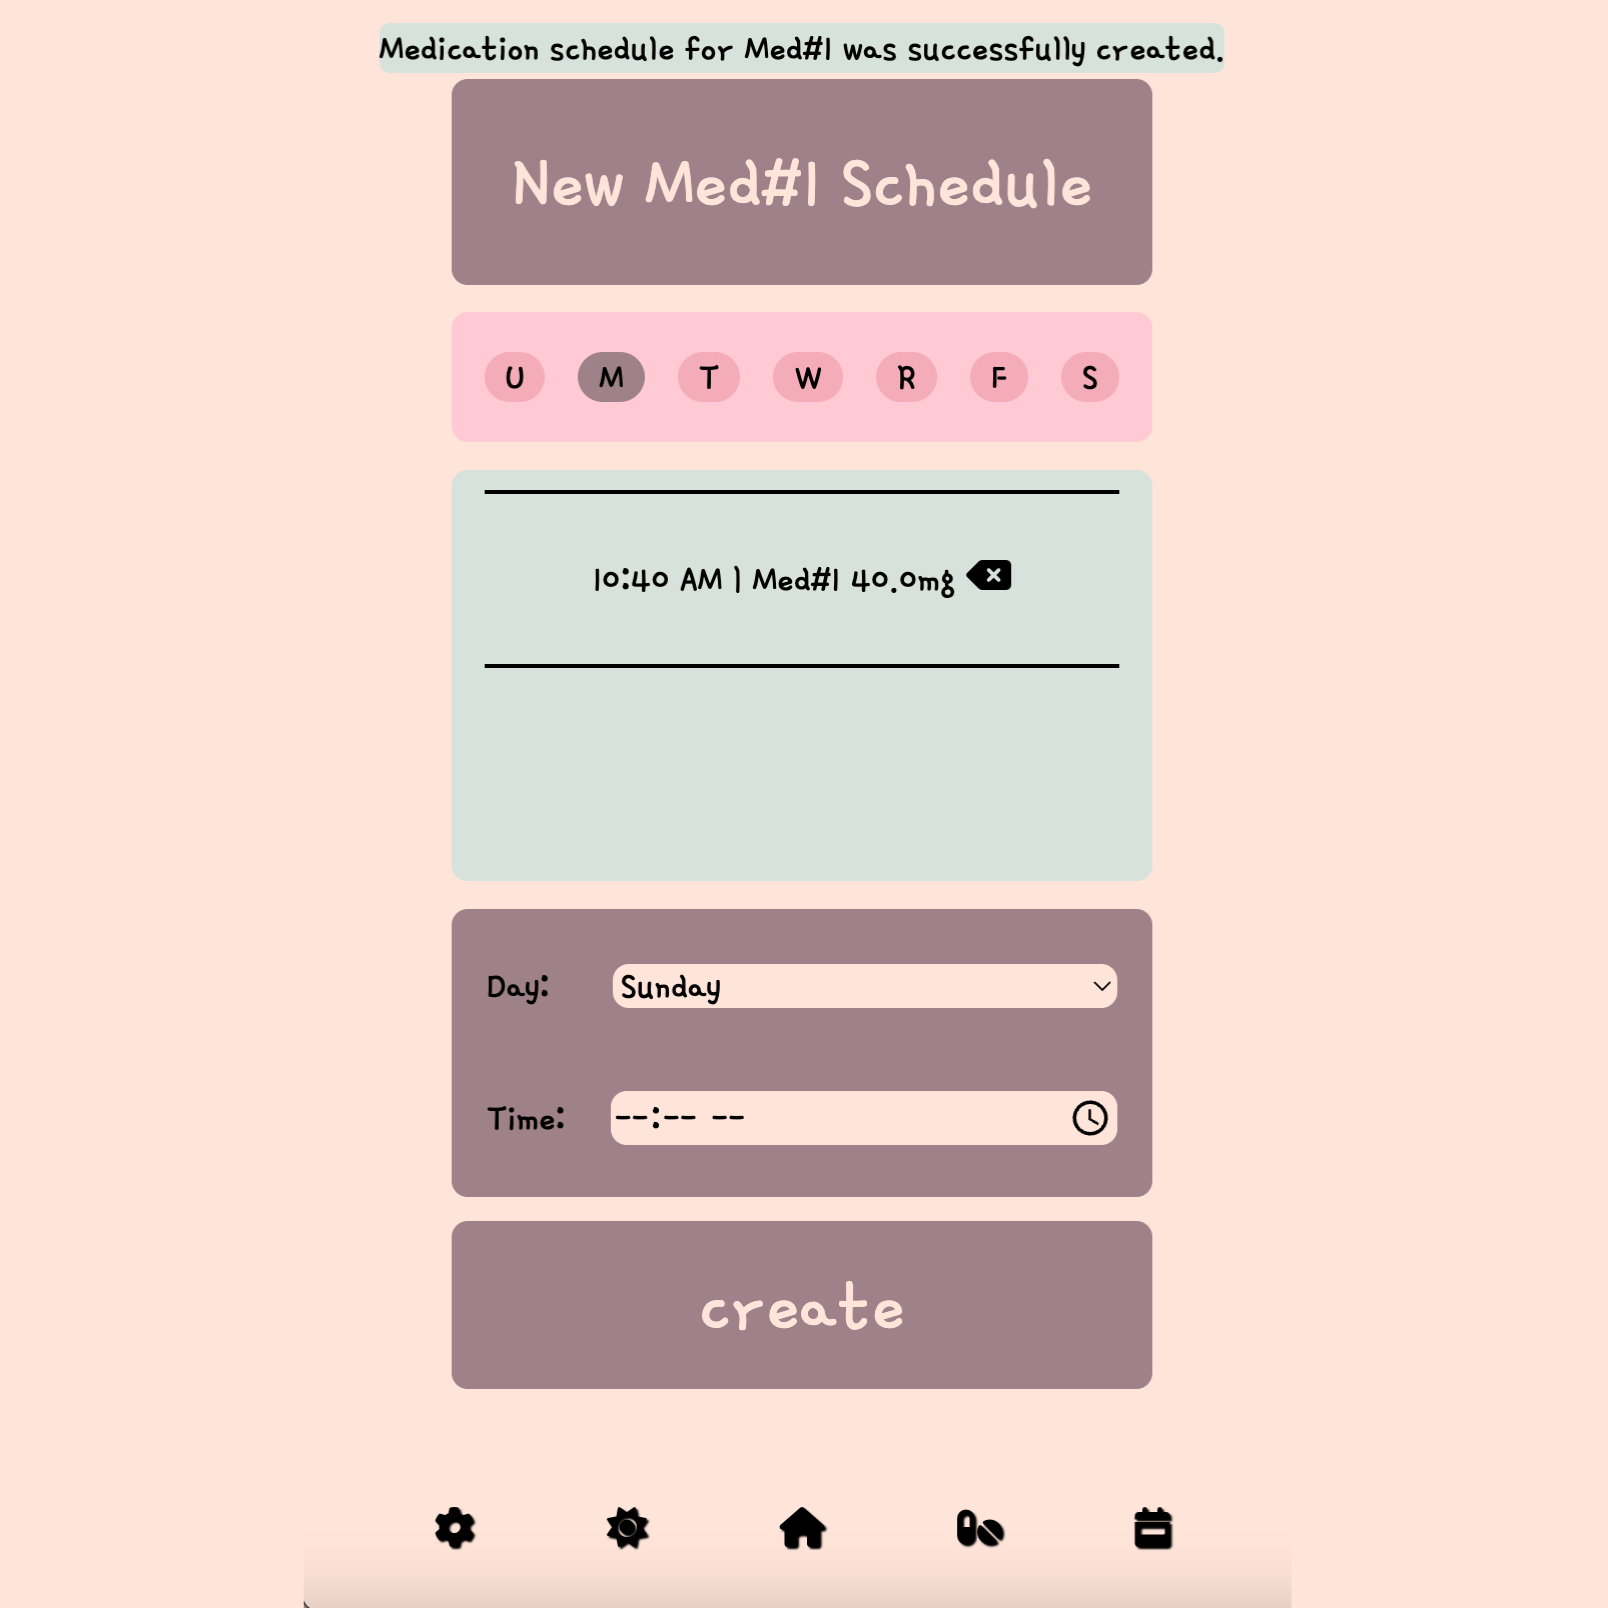 Medication schedule for Med#1 was successfully created.
New Med#1 Schedule
U M T W R F S
10:40 AM | Med#1 40.0mg
Day: Sunday
Time: --:-- --
create